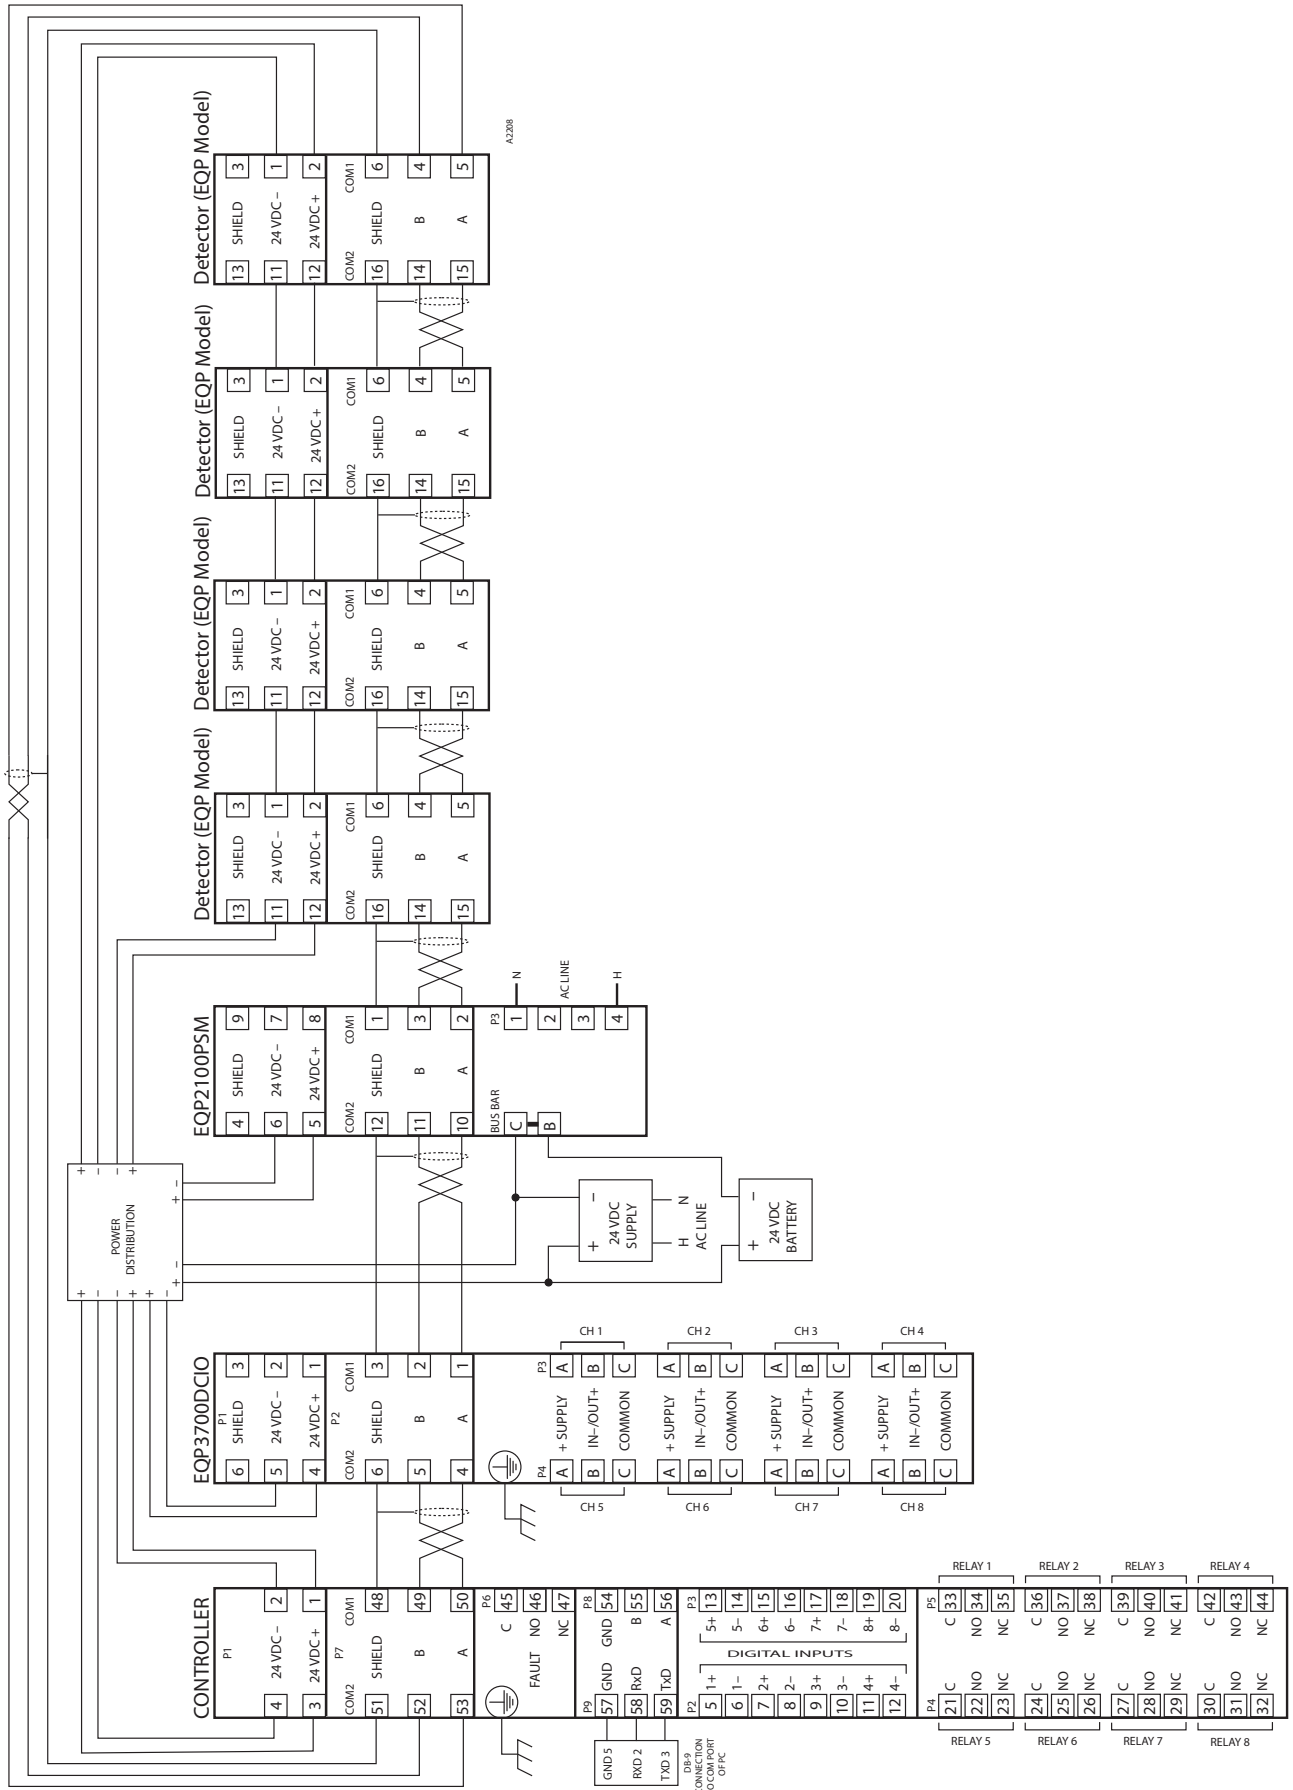 Detector (EQP Model)
3 SHIELD 13
1 24 VDC – 11
2 24 VDC + 12
COM1 COM2
6 SHIELD 16
4 B 14
5 A 15
A2208
Detector (EQP Model)
3 SHIELD 13
1 24 VDC – 11
2 24 VDC + 12
COM1 COM2
6 SHIELD 16
4 B 14
5 A 15
Detector (EQP Model)
3 SHIELD 13
1 24 VDC – 11
2 24 VDC + 12
COM1 COM2
6 SHIELD 16
4 B 14
5 A 15
Detector (EQP Model)
3 SHIELD 13
1 24 VDC – 11
2 24 VDC + 12
COM1 COM2
6 SHIELD 16
4 B 14
5 A 15
EQP2100PSM
9 SHIELD 4
7 24 VDC – 6
8 24 VDC + 5
COM1 COM2
1 SHIELD 12
3 B 11
2 A 10
P3 BUS BAR
1 C
2 B
3
4
N
AC LINE
H
+ – – +
POWER
DISTRIBUTION
– +
– +
+ – – + + –
– +
24 VDC
SUPPLY
N
H
AC LINE
– +
24 VDC
BATTERY
EQP3700DCIO
P1
3 SHIELD 6
2 24 VDC – 5
1 24 VDC + 4
P2
COM1 COM2
3 SHIELD 6
2 B 5
1 A 4
P3 P4
CH 1
A + SUPPLY A
B IN–/OUT+ B
C COMMON C
CH 5
CH 2
A + SUPPLY A
B IN–/OUT+ B
C COMMON C
CH 6
CH 3
A + SUPPLY A
B IN–/OUT+ B
C COMMON C
CH 7
CH 4
A + SUPPLY A
B IN–/OUT+ B
C COMMON C
CH 8
CONTROLLER
P1
2 24 VDC – 4
1 24 VDC + 3
P7
COM1 COM2
48 SHIELD 51
49 B 52
50 A 53
P6
45 C
46 NO
47 NC
FAULT
P8 P9
54 GND GND 57
55 B RxD 58
56 A TxD 59
GND 5
RXD 2
TXD 3
DB-9
P3 P2
13 5+ 1+ 5
14 5– 1– 6
15 6+ 2+ 7
16 6– 2– 8
17 7+ 3+ 9
18 7– 3– 10
19 8+ 4+ 11
20 8– 4– 12
DIGITAL INPUTS
P5 P4
RELAY 1
33 C C 21
34 NO NO 22
35 NC NC 23
RELAY 5
RELAY 2
36 C C 24
37 NO NO 25
38 NC NC 26
RELAY 6
RELAY 3
39 C C 27
40 NO NO 28
41 NC NC 29
RELAY 7
RELAY 4
42 C C 30
43 NO NO 31
44 NC NC 32
RELAY 8
ONNECTION
O COM PORT
OF PC